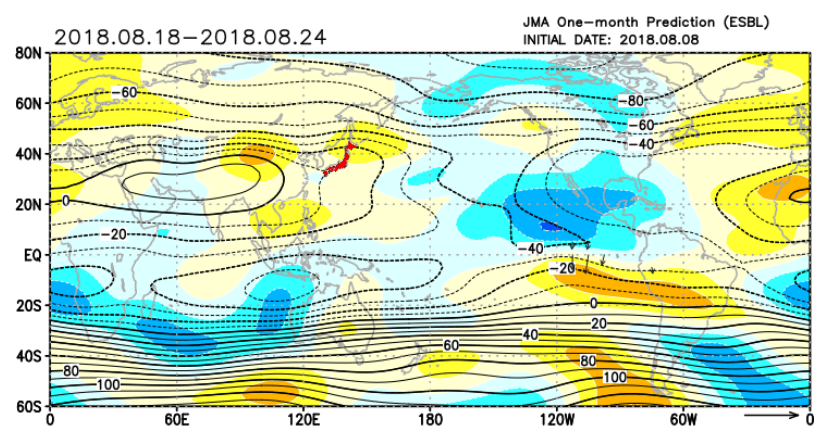 JMA One-month Prediction (ESBL)
2018.08.18-2018.08.24
INITIAL DATE: 2018.08.08
80N
60N
40N
20N
EQ
20S
40S
60S
-60
-80
-60
-40
0
-20
-40
-20
0
20
40
60
80
80
100
100
0
60E
120E
180
120W
60W
0